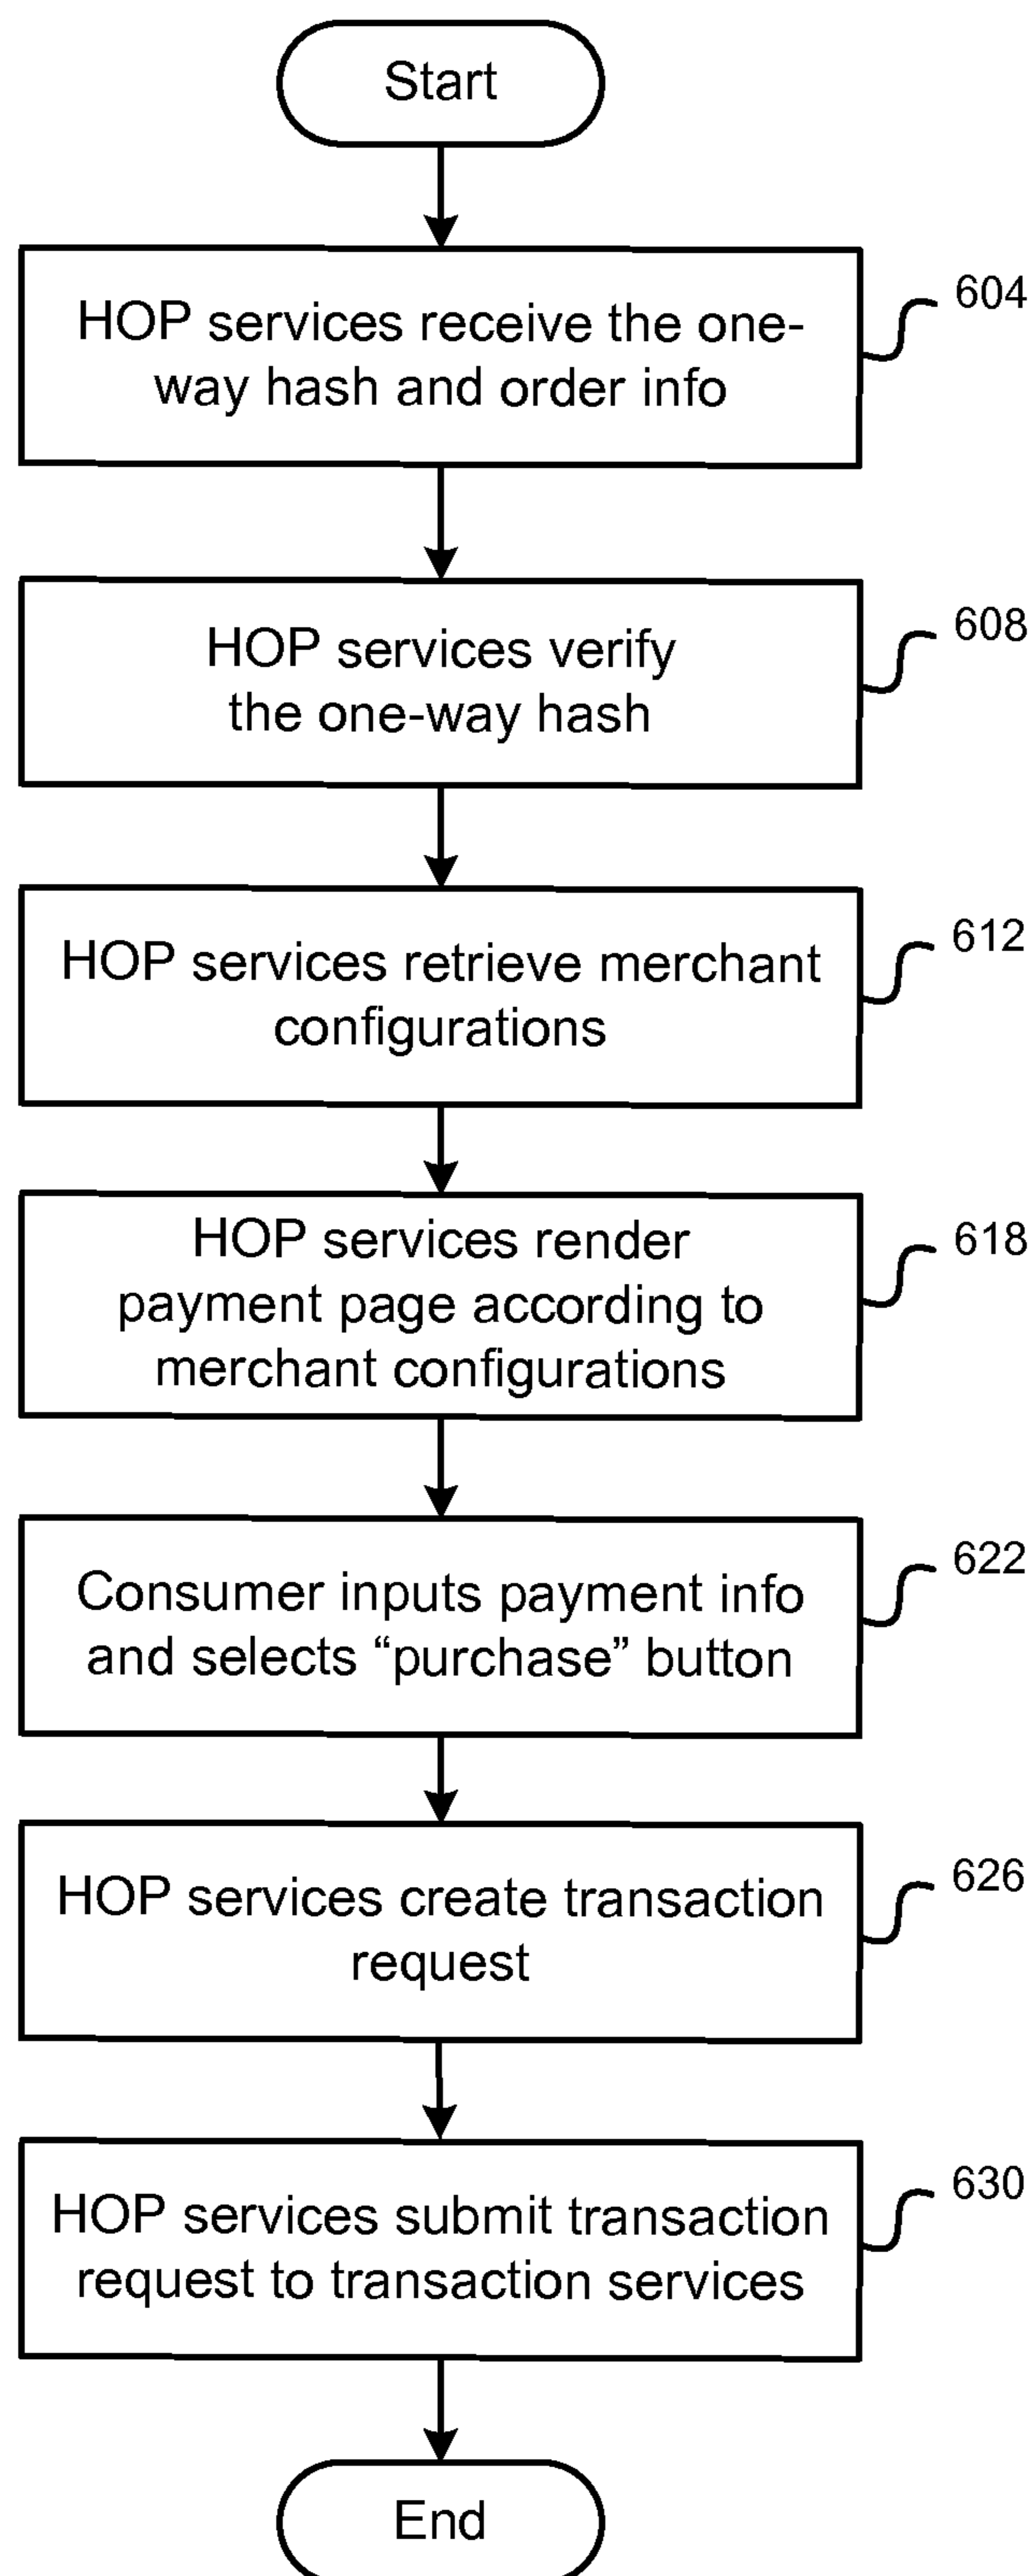 Start
HOP services receive the one-
way hash and order info
604
HOP services verify
the one-way hash
608
HOP services retrieve merchant
configurations
612
HOP services render
payment page according to
merchant configurations
618
Consumer inputs payment info
and selects “purchase” button
622
HOP services create transaction
request
626
HOP services submit transaction
request to transaction services
630
End